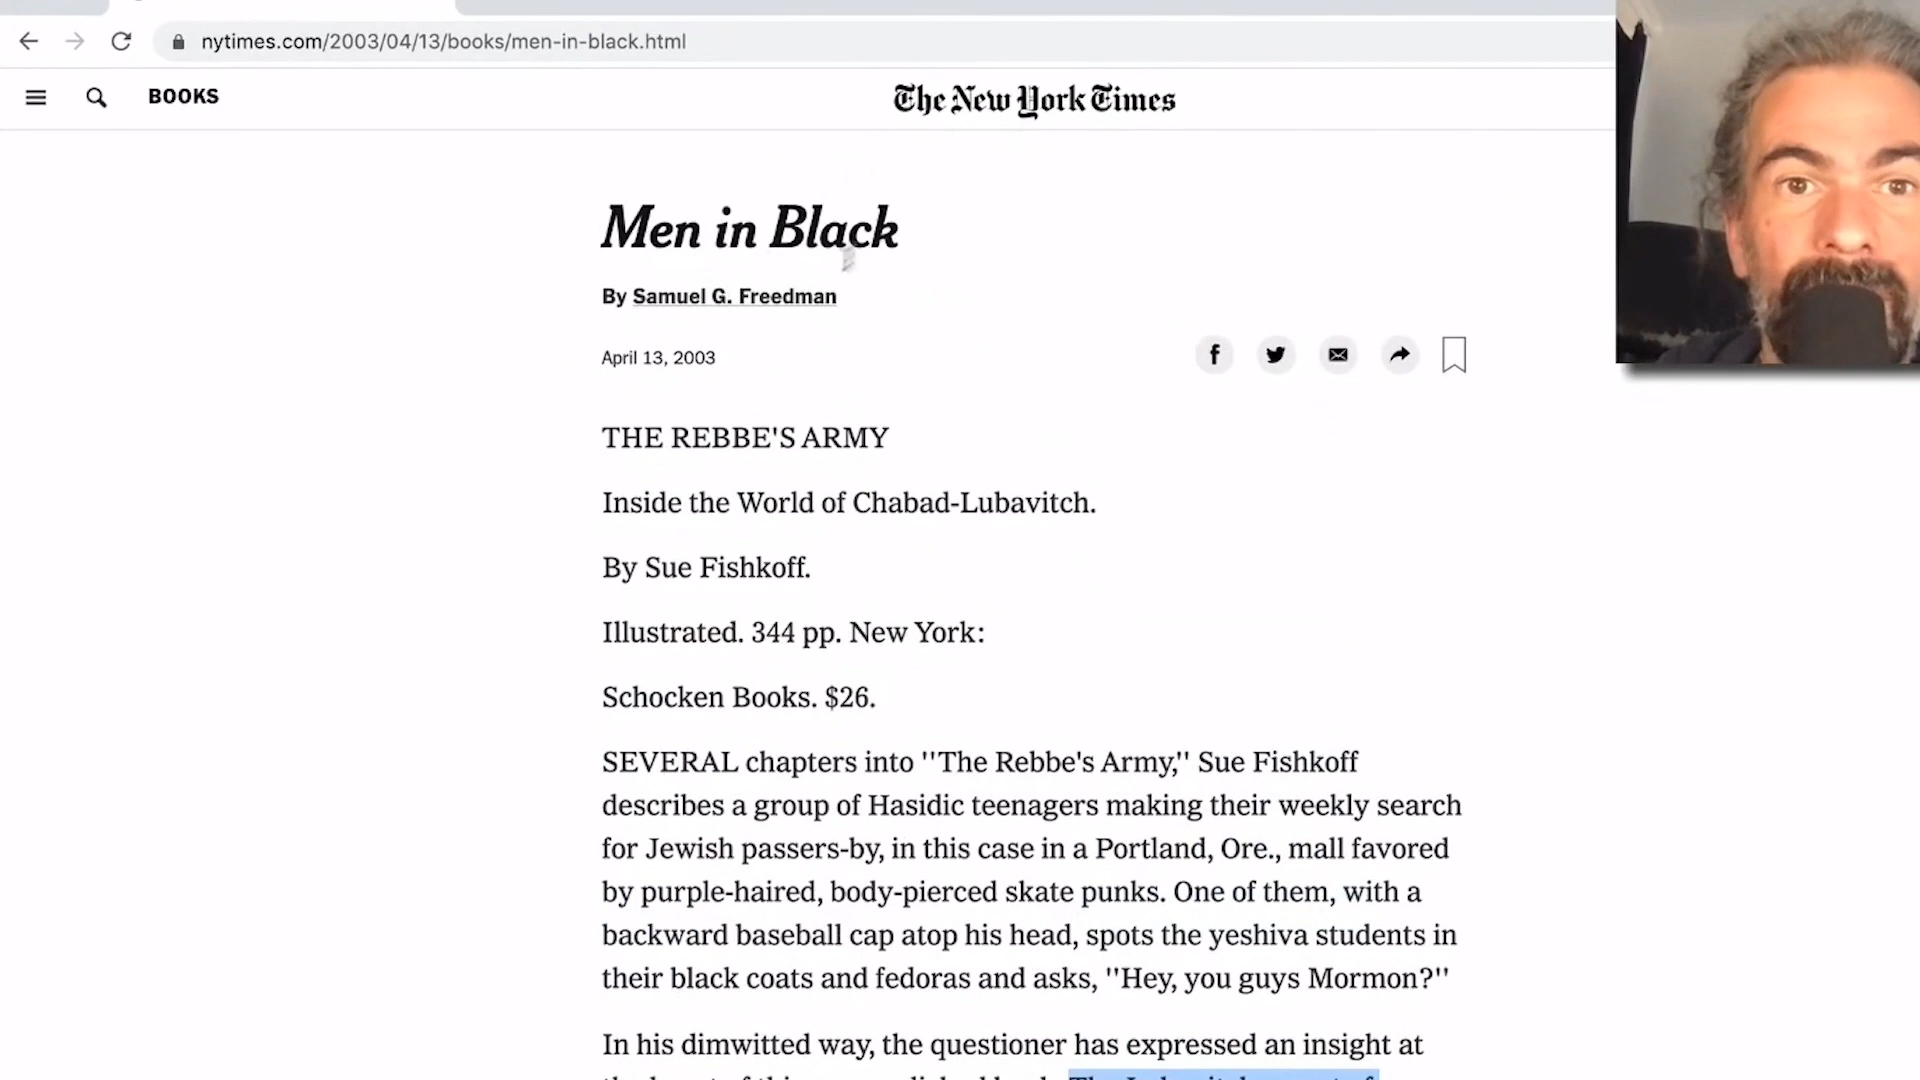 nytimes.com/2003/04/13/books/men-in-black.html
BOOKS
The New York Times
Men in Black
By Samuel G. Freedman
April 13, 2003
THE REBBE'S ARMY
Inside the World of Chabad-Lubavitch.
By Sue Fishkoff.
Illustrated. 344 pp. New York:
Schocken Books. $26.
SEVERAL chapters into ''The Rebbe's Army,'' Sue Fishkoff
describes a group of Hasidic teenagers making their weekly search
for Jewish passers-by, in this case in a Portland, Ore., mall favored
by purple-haired, body-pierced skate punks. One of them, with a
backward baseball cap atop his head, spots the yeshiva students in
their black coats and fedoras and asks, ''Hey, you guys Mormon?''
In his dimwitted way, the questioner has expressed an insight at